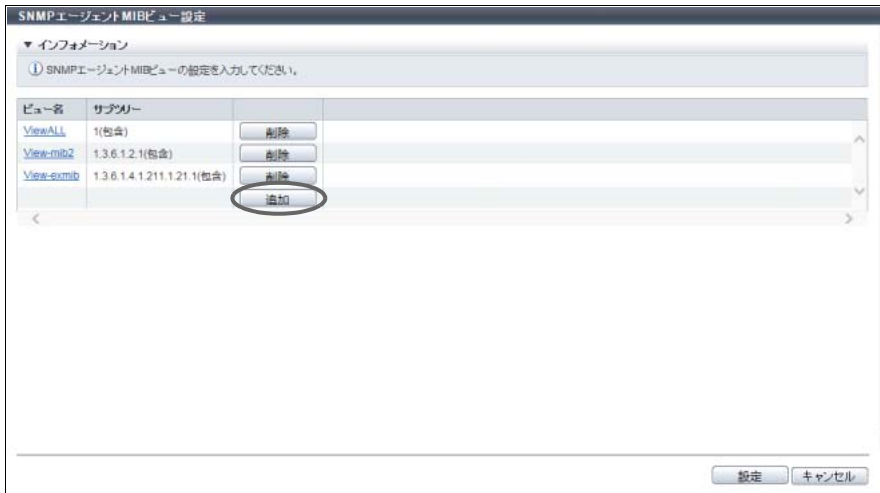 SNMPエージェントMIBビュー設定
▼ インフォメーション
SNMPエージェントMIBビューの設定を入力してください。
ビュー名 サブツリー
ViewALL 1(包含) 削除
View-mib2 1.3.6.1.2.1(包含) 削除
View-exmib 1.3.6.1.4.1.211.1.21.1(包含) 削除
追加
設定 キャンセル